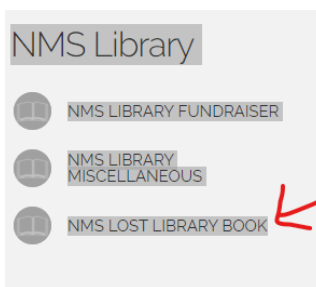 NMS Library
NMS LIBRARY FUNDRAISER
NMS LIBRARY
MISCELLANEOUS
NMS LOST LIBRARY BOOK